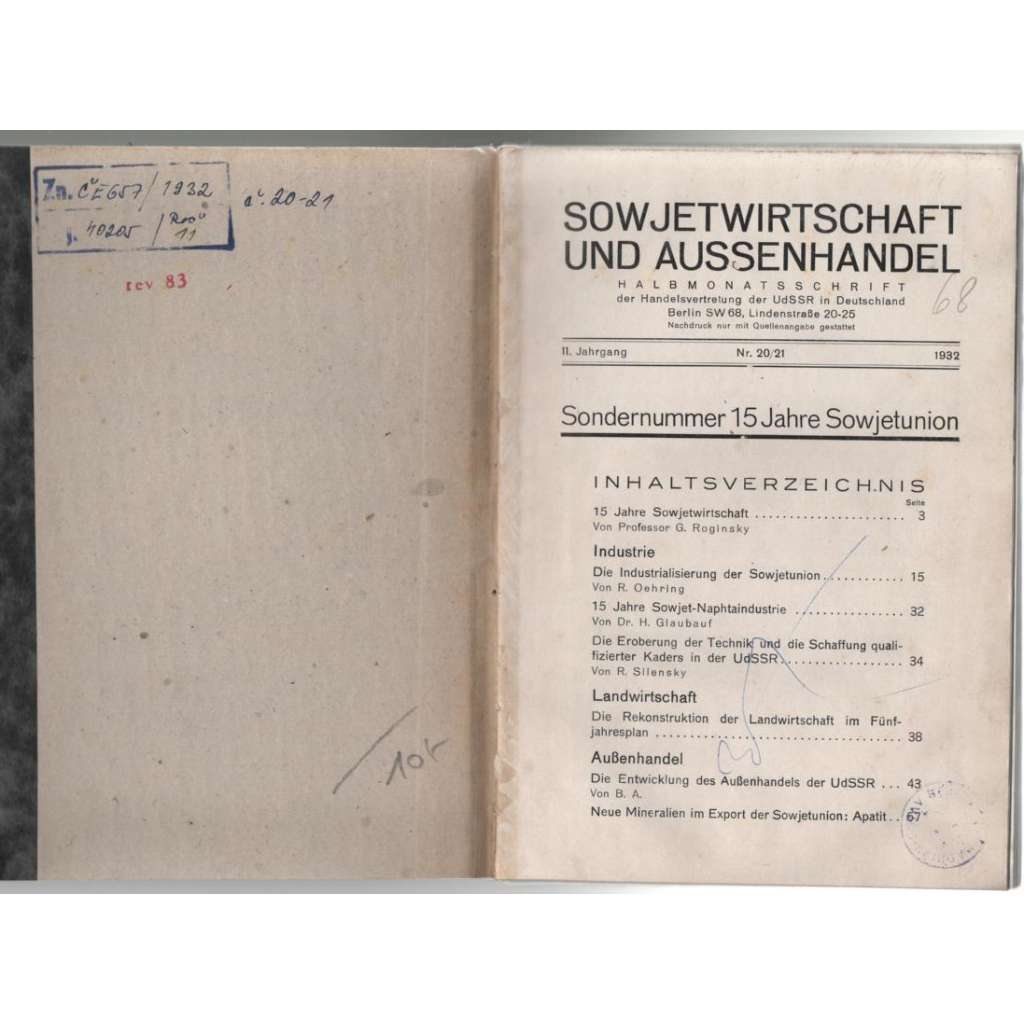 Zn. Č E 657/1932
č. 20-21
j. 40205 / Roč 11
rev 83
10+
SOWJETWIRTSCHAFT
UND AUSSENHANDEL
HALBMONATSSCHRIFT
der Handelsvertretung der UdSSR in Deutschland
Berlin SW 68, Lindenstraße 20-25
Nachdruck nur mit Quellenangabe gestattet
68
II. Jahrgang Nr. 20/21 1932
Sondernummer 15 Jahre Sowjetunion
INHALTSVERZEICHNIS
Seite
15 Jahre Sowjetwirtschaft . . . . . . . . . . . . . . . . . . . . . 3
Von Professor G. Roginsky
Industrie
Die Industrialisierung der Sowjetunion . . . . . . . . . . . . 15
Von R. Oehring
15 Jahre Sowjet-Naphtaindustrie . . . . . . . . . . . . . . . 32
Von Dr. H. Glaubauf
Die Eroberung der Technik und die Schaffung quali-
fizierter Kaders in der UdSSR . . . . . . . . . . . . . . . . 34
Von R. Silensky
Landwirtschaft
Die Rekonstruktion der Landwirtschaft im Fünf-
jahresplan . . . . . . . . . . . . . . . . . . . . . . . . . . . . . . . . . 38
Außenhandel
Die Entwicklung des Außenhandels der UdSSR . . . 43
Von B. A.
Neue Mineralien im Export der Sowjetunion: Apatit . . 67